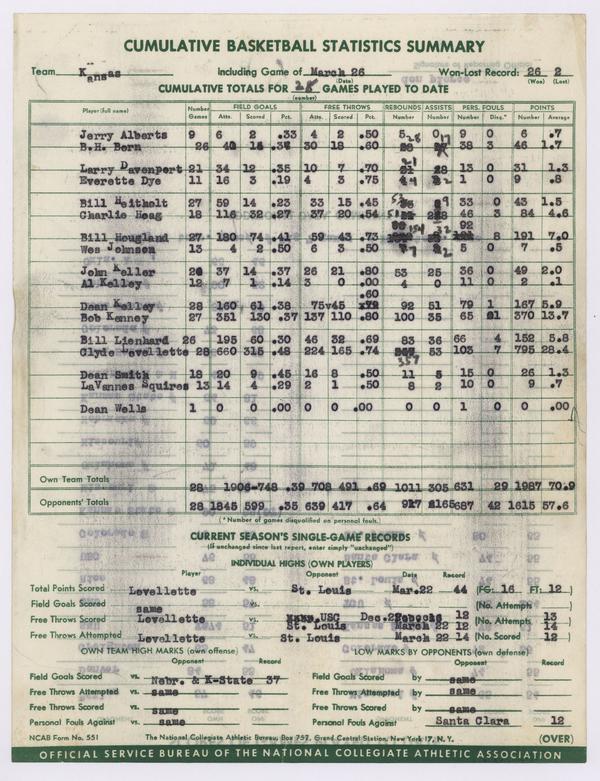 CUMULATIVE BASKETBALL STATISTICS SUMMARY
Team Kansas Including Game of March 26 (Date) Won-Lost Record: 26 (Won) 2 (Lost)
CUMULATIVE TOTALS FOR 28 (number) GAMES PLAYED TO DATE
Player (full name) Number Games FIELD GOALS Atts. Scored Pct. FREE THROWS Atts. Scored Pct. REBOUNDS Number ASSISTS Number PERS. FOULS Number Disq.* POINTS Number Average
Jerry Alberts 9 6 2 .33 4 2 .50 9 0 6 .7
B.H. Born 26 30 18 .60 38 3 46 1.7
Larry Davenport 21 34 12 .35 10 7 .70 13 0 31 1.3
Everette Dye 11 16 3 .19 4 3 .75 1 0 9 .8
Bill Heitholt 27 59 14 .23 33 15 .45 33 0 43 1.5
Charlie Hoag 18 116 32 .27 37 20 .54 46 3 84 4.6
92
Bill Hougland 27 180 74 .41 59 43 .73 8 191 7.0
Wes Johnson 13 4 2 .50 6 3 .50 5 0 7 .5
John Keller 37 14 .37 26 21 .80 53 25 36 0 49 2.0
Al Kelley 12 7 1 .14 3 0 .00 4 0 11 0 2 .1
.60
Dean Kelley 28 160 61 .38 75 45 92 51 79 1 167 5.9
Bob Kenney 27 351 130 .37 137 110 .80 100 35 65 370 13.7
Bill Lienhard 26 195 60 .30 46 32 .69 83 36 66 4 152 5.8
Clyde Lovellette 28 660 315 .48 224 165 .74 357 53 103 7 795 28.4
Dean Smith 18 20 9 .45 16 8 .50 11 5 15 0 26 1.3
LaVannes Squires 13 14 4 .29 2 1 .50 8 2 10 0 9 .7
Dean Wells 1 0 0 .00 0 0 .00 0 0 1 0 0 .00
Own Team Totals 28 1906 748 .39 708 491 .69 1011 305 631 29 1987 70.9
Opponents' Totals 28 1845 599 .35 639 417 .64 687 42 1615 57.6
(*Number of games disqualified on personal fouls.)
CURRENT SEASON'S SINGLE-GAME RECORDS
(If unchanged since last report, enter simply "unchanged")
INDIVIDUAL HIGHS (OWN PLAYERS)
Player Opponent Date Record
Total Points Scored Lovellette vs. St. Louis Mar.22 44 (FG: 16 FT: 12)
Field Goals Scored same vs. (No. Attempts )
Free Throws Scored Lovellette vs. USC 12 (No. Attempts 13)
St. Louis March 22 12 14
Free Throws Attempted Lovellette vs. St. Louis March 22 14 (No. Scored 12)
OWN TEAM HIGH MARKS (own offense) LOW MARKS BY OPPONENTS (own defense)
Opponent Record Opponent Record
Field Goals Scored vs. Nebr. & K-State 37 Field Goals Scored by same
Free Throws Attempted vs. same Free Throws Attempted by same
Free Throws Scored vs. same Free Throws Scored by same
Personal Fouls Against vs. same Personal Fouls Against by Santa Clara 12
NCAB Form No. 551 The National Collegiate Athletic Bureau, Box 757, Grand Central Station, New York 17, N.Y. (OVER)
OFFICIAL SERVICE BUREAU OF THE NATIONAL COLLEGIATE ATHLETIC ASSOCIATION